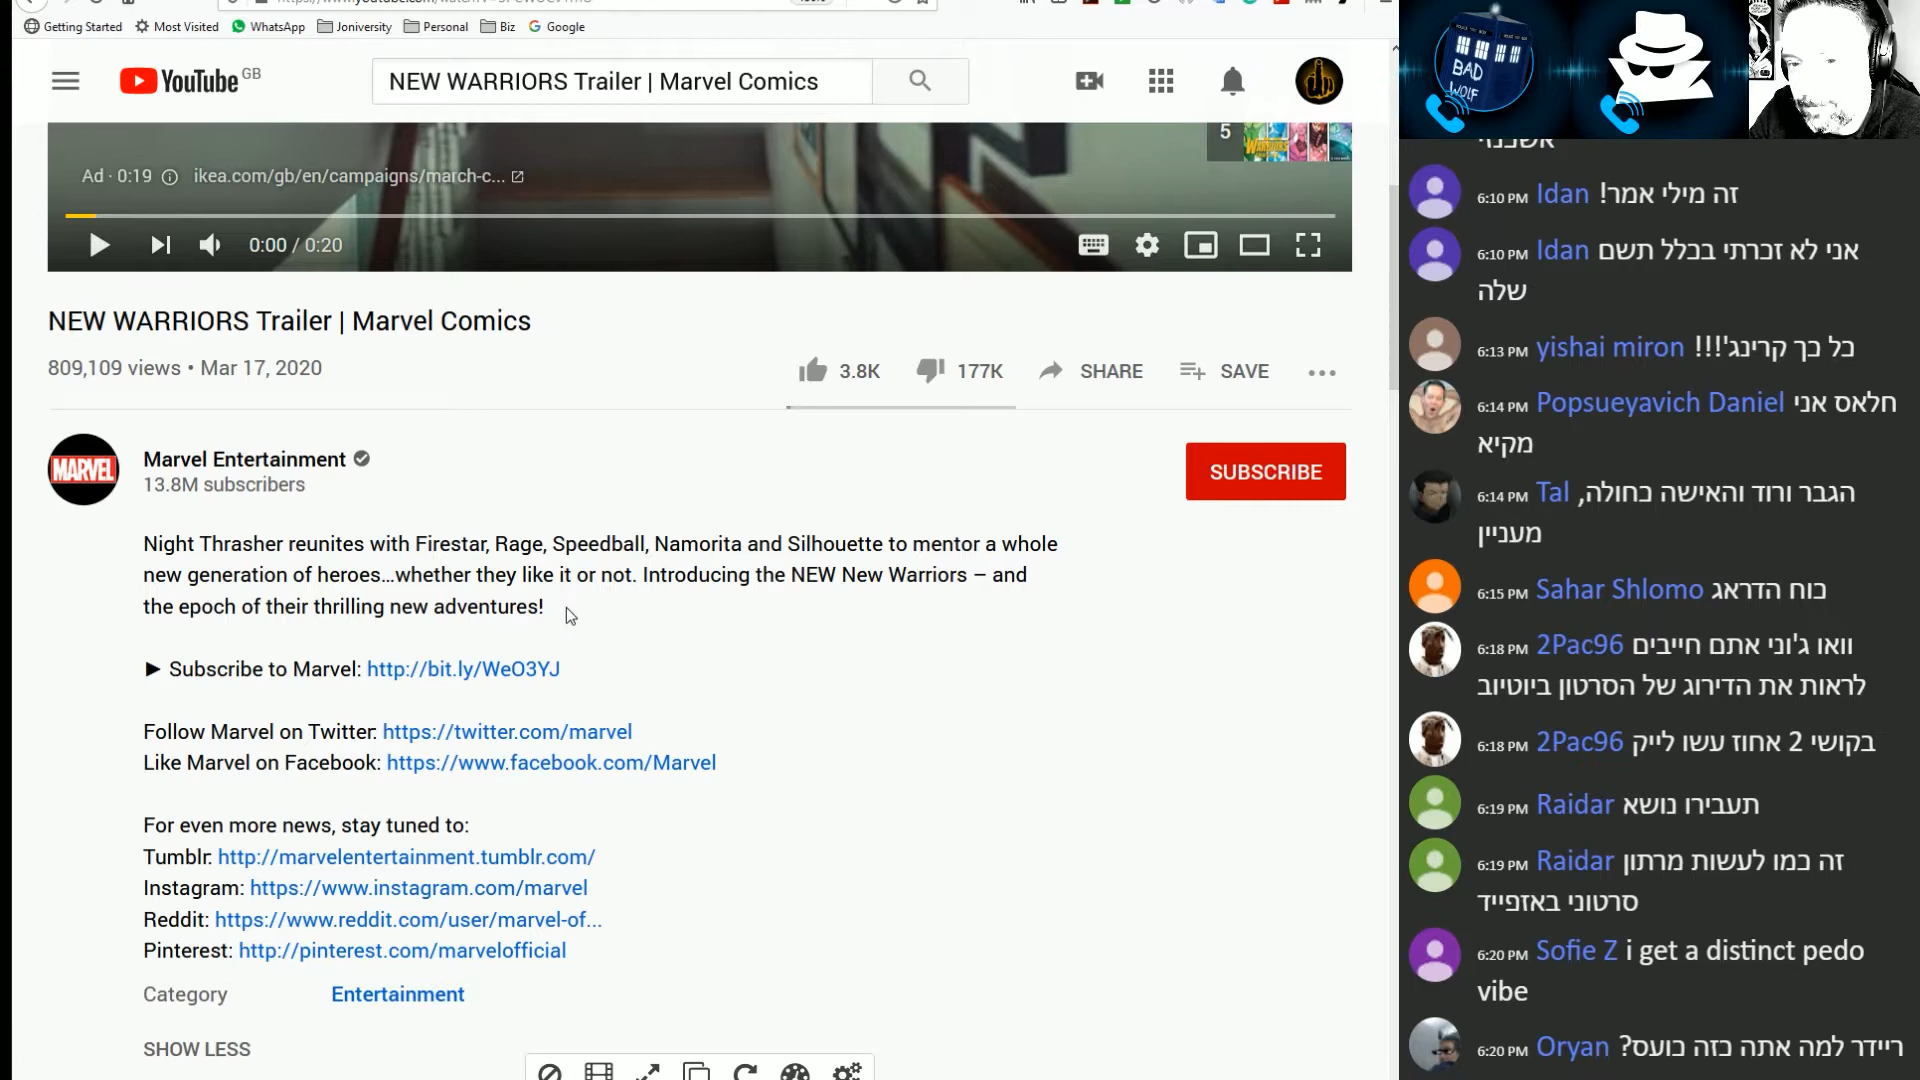 Getting Started Most Visited WhatsApp Joniversity Personal Biz Google
YouTube GB
NEW WARRIORS Trailer | Marvel Comics
5
WARRIORS
Ad · 0:19 ikea.com/gb/en/campaigns/march-c...
0:00 / 0:20
NEW WARRIORS Trailer | Marvel Comics
809,109 views • Mar 17, 2020
3.8K 177K SHARE SAVE
MARVEL
Marvel Entertainment
13.8M subscribers
SUBSCRIBE
Night Thrasher reunites with Firestar, Rage, Speedball, Namorita and Silhouette to mentor a whole
new generation of heroes…whether they like it or not. Introducing the NEW New Warriors – and
the epoch of their thrilling new adventures!
► Subscribe to Marvel: http://bit.ly/WeO3YJ
Follow Marvel on Twitter: https://twitter.com/marvel
Like Marvel on Facebook: https://www.facebook.com/Marvel
For even more news, stay tuned to:
Tumblr: http://marvelentertainment.tumblr.com/
Instagram: https://www.instagram.com/marvel
Reddit: https://www.reddit.com/user/marvel-of...
Pinterest: http://pinterest.com/marvelofficial
Category Entertainment
SHOW LESS
BAD
WOLF
אשכנזי
6:10 PM Idan זה מילי אמר!
6:10 PM Idan אני לא זכרתי בכלל תשם
שלה
6:13 PM yishai miron כל כך קרינג'!!!
6:14 PM Popsueyavich Daniel חלאס אני
מקיא
6:14 PM Tal הגבר ורוד והאישה כחולה,
מעניין
6:15 PM Sahar Shlomo כוח הדראג
6:18 PM 2Pac96 וואו ג'וני אתם חייבים
לראות את הדירוג של הסרטון ביוטיוב
6:18 PM 2Pac96 בקושי 2 אחוז עשו לייק
6:19 PM Raidar תעבירו נושא
6:19 PM Raidar זה כמו לעשות מרתון
סרטוני באזפייד
6:20 PM Sofie Z i get a distinct pedo
vibe
6:20 PM Oryan ריידר למה אתה כזה כועס?